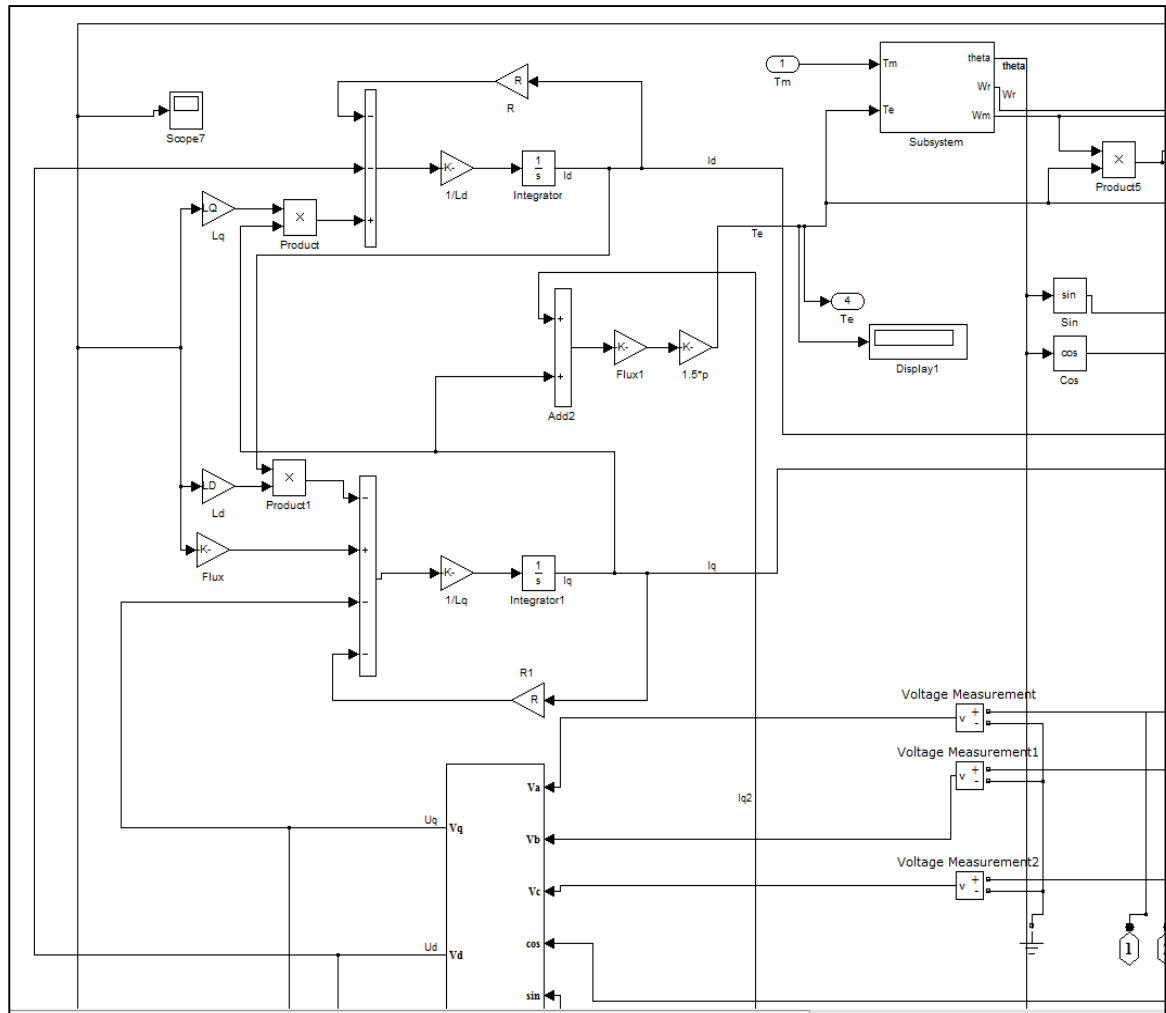 1
Tm
Tm
Te
theta
Wr
Wm
Subsystem
theta
Wr
Scope7
R
R
−
−
+
K-
1/Ld
1
s
Integrator
Id
Id
×
Product5
LQ
Lq
×
Product
Te
4
Te
sin
Sin
cos
Cos
Display1
+
+
Add2
K-
Flux1
K-
1.5*p
LD
Ld
×
Product1
K-
Flux
−
+
−
−
K-
1/Lq
1
s
Integrator1
Iq
Iq
R1
R
Voltage Measurement
v
+
-
Voltage Measurement1
v
+
-
Voltage Measurement2
v
+
-
Iq2
Uq
Vq
Ud
Vd
Va
Vb
Vc
cos
sin
1